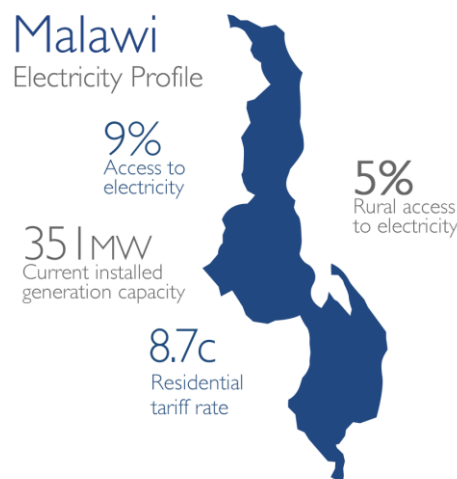 Malawi
Electricity Profile
9%
Access to
electricity
5%
Rural access
to electricity
351MW
Current installed
generation capacity
8.7c
Residential
tariff rate